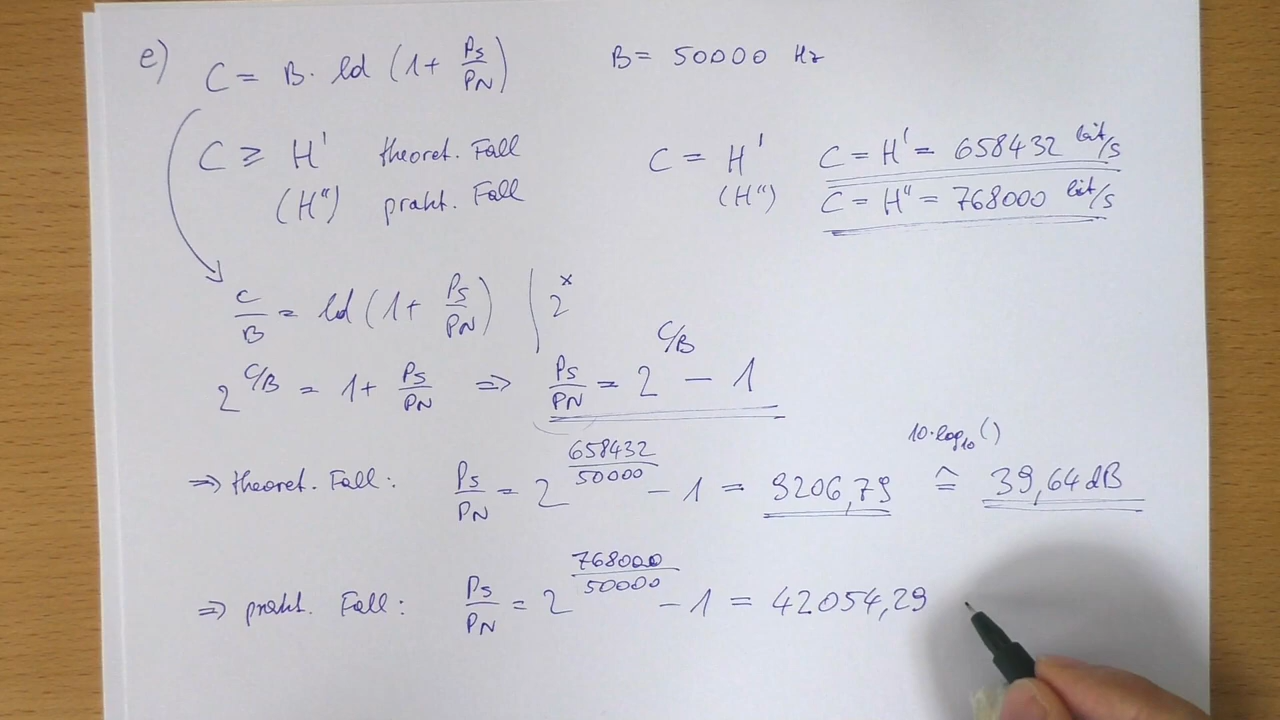 e) C = B · ld (1 + Ps/PN) B = 50000 Hz
C ≥ H' theoret. Fall C = H' C = H' = 658432 bit/s
(H") prakt. Fall (H") C = H" = 768000 bit/s
C/B = ld (1 + Ps/PN) | 2^x
2^C/B = 1 + Ps/PN ⇒ Ps/PN = 2^C/B − 1
⇒ theoret. Fall: Ps/PN = 2^658432/50000 − 1 = 9206,79 ≙ 39,64 dB
10·log10()
⇒ prakt. Fall: Ps/PN = 2^768000/50000 − 1 = 42054,29